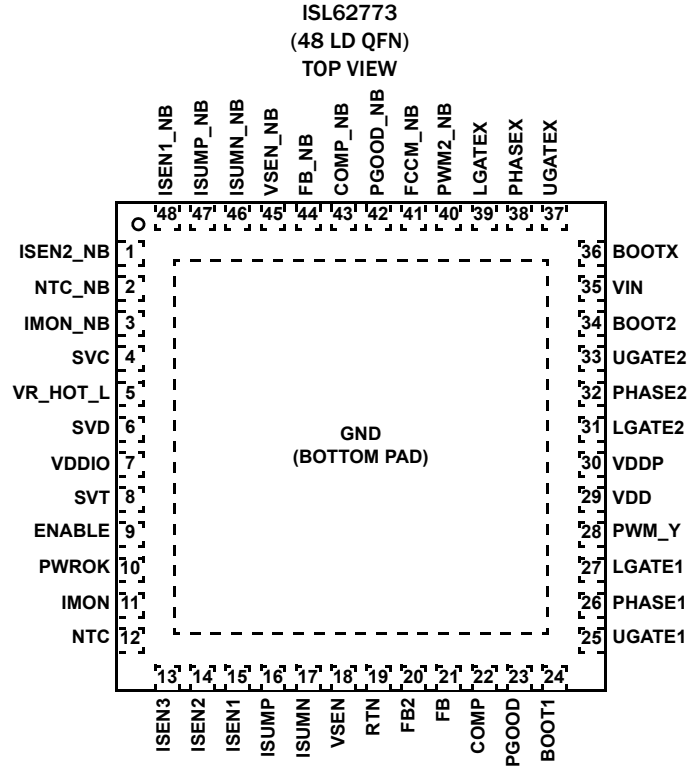 ISL62773
(48 LD QFN)
TOP VIEW
ISEN1_NB
ISUMP_NB
ISUMN_NB
VSEN_NB
FB_NB
COMP_NB
PGOOD_NB
FCCM_NB
PWM2_NB
LGATEX
PHASEX
UGATEX
48 47 46 45 44 43 42 41 40 39 38 37
ISEN2_NB 1
NTC_NB 2
IMON_NB 3
SVC 4
VR_HOT_L 5
SVD 6
VDDIO 7
SVT 8
ENABLE 9
PWROK 10
IMON 11
NTC 12
GND
(BOTTOM PAD)
36 BOOTX
35 VIN
34 BOOT2
33 UGATE2
32 PHASE2
31 LGATE2
30 VDDP
29 VDD
28 PWM_Y
27 LGATE1
26 PHASE1
25 UGATE1
13 14 15 16 17 18 19 20 21 22 23 24
ISEN3
ISEN2
ISEN1
ISUMP
ISUMN
VSEN
RTN
FB2
FB
COMP
PGOOD
BOOT1